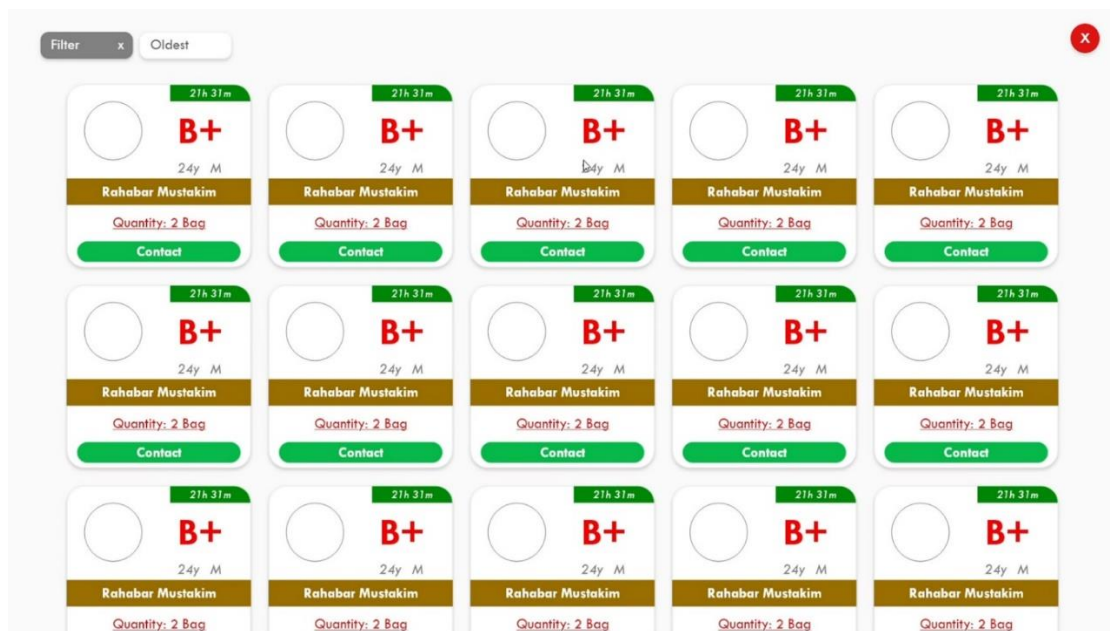 Filter x Oldest X
21h 31m 21h 31m 21h 31m 21h 31m 21h 31m
B+ B+ B+ B+ B+
24y M 24y M 24y M 24y M 24y M
Rahabar Mustakim Rahabar Mustakim Rahabar Mustakim Rahabar Mustakim Rahabar Mustakim
Quantity: 2 Bag Quantity: 2 Bag Quantity: 2 Bag Quantity: 2 Bag Quantity: 2 Bag
Contact Contact Contact Contact Contact
21h 31m 21h 31m 21h 31m 21h 31m 21h 31m
B+ B+ B+ B+ B+
24y M 24y M 24y M 24y M 24y M
Rahabar Mustakim Rahabar Mustakim Rahabar Mustakim Rahabar Mustakim Rahabar Mustakim
Quantity: 2 Bag Quantity: 2 Bag Quantity: 2 Bag Quantity: 2 Bag Quantity: 2 Bag
Contact Contact Contact Contact Contact
21h 31m 21h 31m 21h 31m 21h 31m 21h 31m
B+ B+ B+ B+ B+
24y M 24y M 24y M 24y M 24y M
Rahabar Mustakim Rahabar Mustakim Rahabar Mustakim Rahabar Mustakim Rahabar Mustakim
Quantity: 2 Bag Quantity: 2 Bag Quantity: 2 Bag Quantity: 2 Bag Quantity: 2 Bag